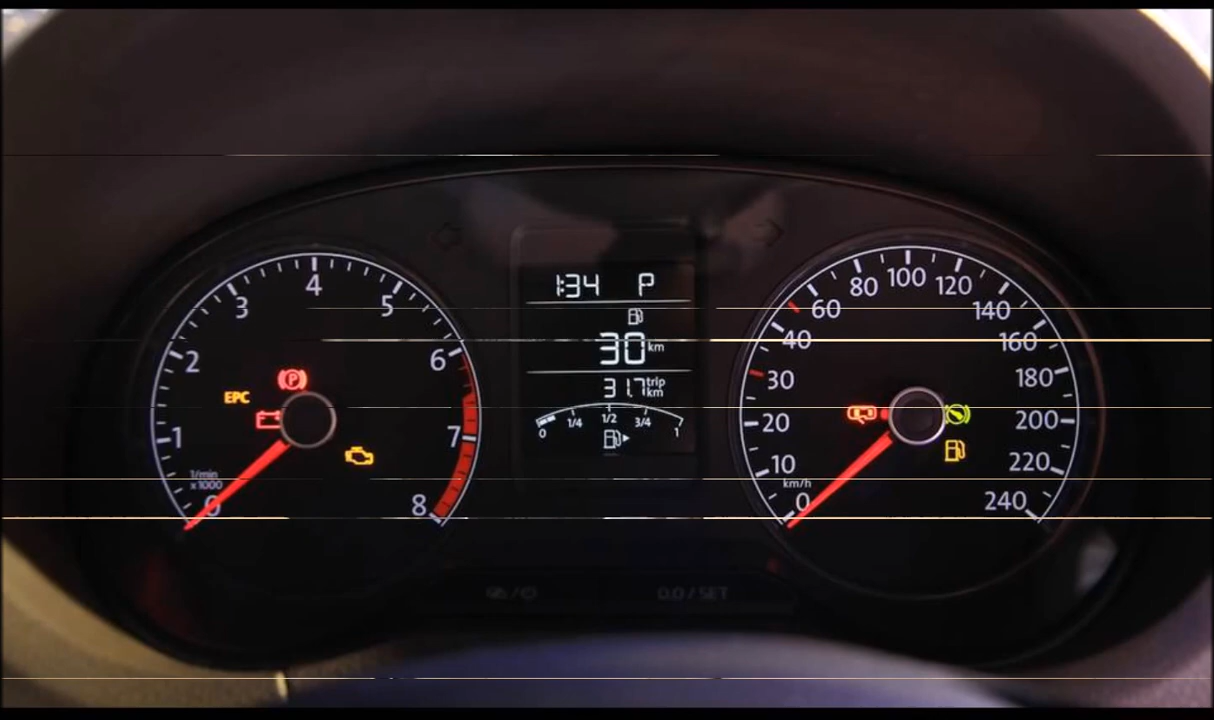 1:34 P
30 km
31.7 trip km
0 1/4 1/2 3/4 1
EPC
P
1/min
x1000
0
1
2
3
4
5
6
7
8
km/h
0
10
20
30
40
60
80
100
120
140
160
180
200
220
240
0.0 / SET